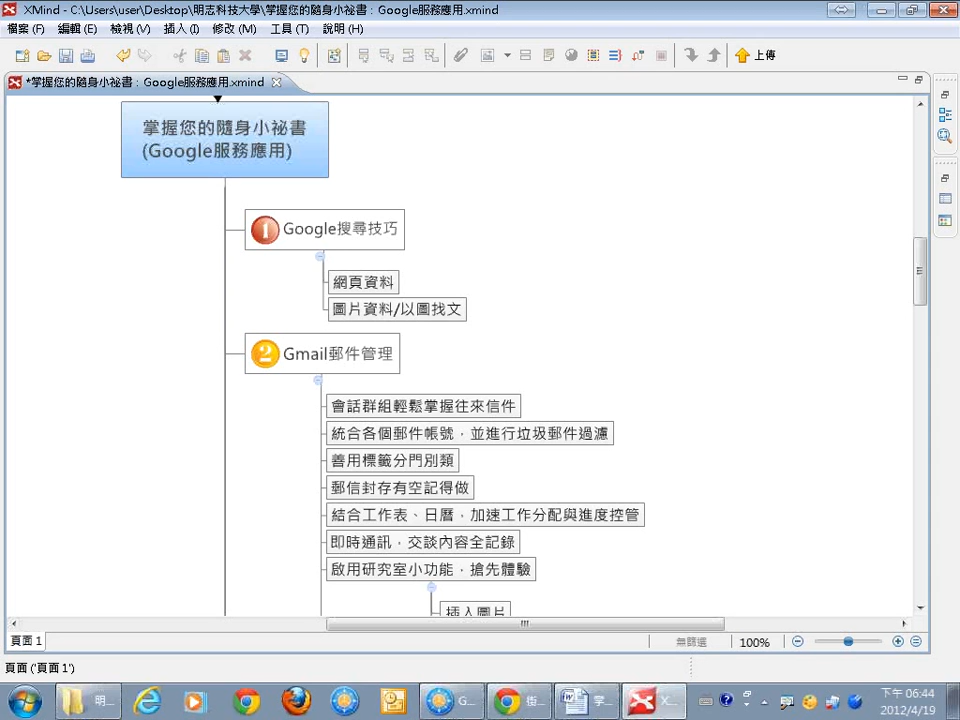 XMind - C:\Users\user\Desktop\明志科技大學\掌握您的隨身小祕書：Google服務應用.xmind
檔案 (F) 編輯 (E) 檢視 (V) 插入 (I) 修改 (M) 工具 (T) 說明 (H)
上傳
*掌握您的隨身小祕書：Google服務應用.xmind
掌握您的隨身小祕書
(Google服務應用)
1 Google搜尋技巧
網頁資料
圖片資料/以圖找文
2 Gmail郵件管理
會話群組輕鬆掌握往來信件
統合各個郵件帳號，並進行垃圾郵件過濾
善用標籤分門別類
郵信封存有空記得做
結合工作表、日曆，加速工作分配與進度控管
即時通訊，交談內容全記錄
啟用研究室小功能，搶先體驗
插入圖片
頁面 1
無篩選
100%
頁面 ('頁面 1')
明...
G...
街...
掌...
X...
下午 06:44
2012/4/19